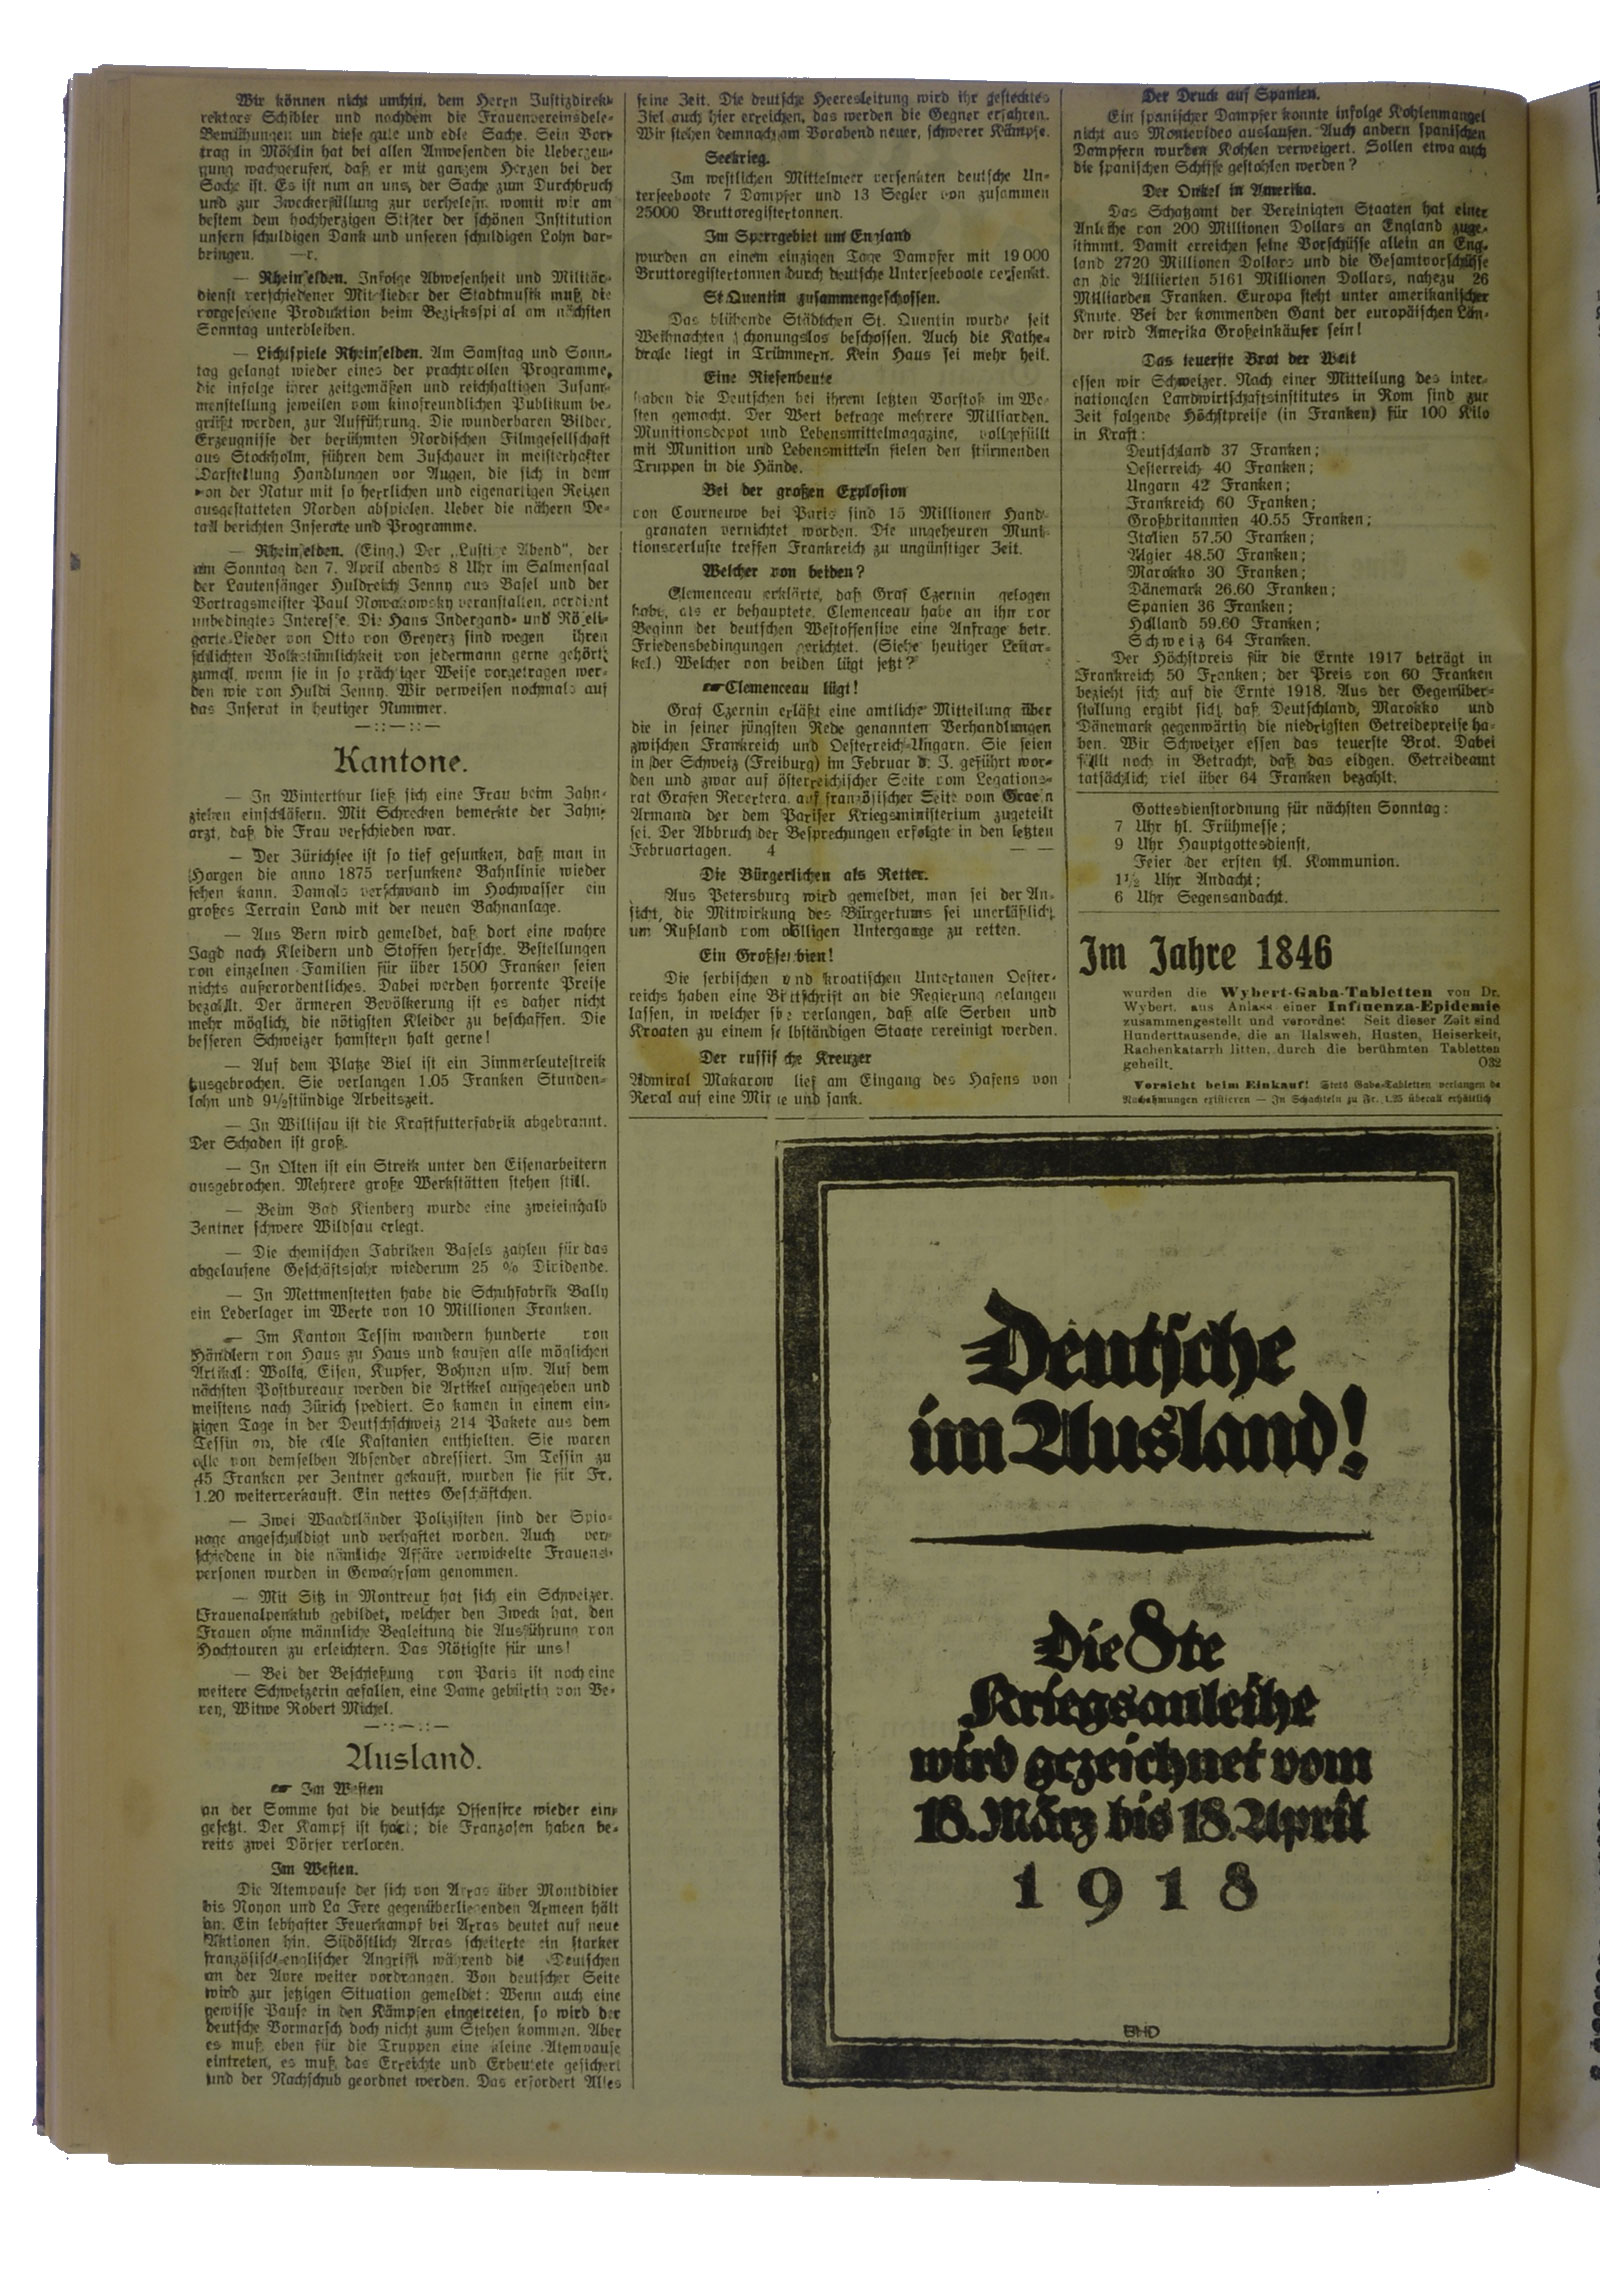 Wir können nicht umhin, dem Herrn Justizdirek-
rektors Schibler und nachdem die Frauenvereinsdele-
Bemühungen um diese gute und edle Sache. Sein Vor-
trag in Möhlin hat bei allen Anwesenden die Ueberzeu-
gung wachgerufen, daß er mit ganzem Herzen bei der
Sache ist. Es ist nun an uns, der Sache zum Durchbruch
und zur Zweckerfüllung zur verhelfen, womit wir am
bestem dem hochherzigen Stifter der schönen Institution
unsern schuldigen Dank und unseren schuldigen Lohn dar-
bringen. —r.
— Rheinfelden. Infolge Abwesenheit und Militär-
dienst verschiedener Mitglieder der Stadtmusik muß die
vorgesehene Produktion beim Bezirksspital am nächsten
Sonntag unterbleiben.
— Lichtspiele Rheinfelden. Am Samstag und Sonn-
tag gelangt wieder eines der prachtvollen Programme,
die infolge ihrer zeitgemäßen und reichhaltigen Zusam-
menstellung jeweilen vom kinofreundlichen Publikum be-
grüßt werden, zur Aufführung. Die wunderbaren Bilder,
Erzeugnisse der berühmten Nordischen Filmgesellschaft
aus Stockholm, führen dem Zuschauer in meisterhafter
Darstellung Handlungen vor Augen, die sich in dem
von der Natur mit so herrlichen und eigenartigen Reizen
ausgestatteten Norden abspielen. Ueber die nähern De-
tail berichten Inserate und Programme.
— Rheinfelden. (Eing.) Der „Lustige Abend", der
am Sonntag den 7. April abends 8 Uhr im Salmensaal
der Lautensänger Huldreich Jenny aus Basel und der
Vortragsmeister Paul Nowakowsky veranstalten, verdient
unbedingtes Interesse. Die Hans Indergand- und Röseli-
garte-Lieder von Otto von Greyerz sind wegen ihren
schlichten Volkstümlichkeit von jedermann gerne gehört,
zumal, wenn sie in so prächtiger Weise vorgetragen wer-
den wie von Huldi Jenny. Wir verweisen nochmals auf
das Inserat in heutiger Nummer.
Kantone.
— In Winterthur ließ sich eine Frau beim Zahn-
ziehen einschläfern. Mit Schrecken bemerkte der Zahn-
arzt, daß die Frau verschieden war.
— Der Zürichsee ist so tief gesunken, daß man in
Horgen die anno 1875 versunkene Bahnlinie wieder
sehen kann. Damals verschwand im Hochwasser ein
großes Terrain Land mit der neuen Bahnanlage.
— Aus Bern wird gemeldet, daß dort eine wahre
Jagd nach Kleidern und Stoffen herrsche. Bestellungen
von einzelnen Familien für über 1500 Franken seien
nichts außerordentliches. Dabei werden horrente Preise
bezahlt. Der ärmeren Bevölkerung ist es daher nicht
mehr möglich, die nötigsten Kleider zu beschaffen. Die
besseren Schweizer hamstern halt gerne!
— Auf dem Platze Biel ist ein Zimmerleutestreik
ausgebrochen. Sie verlangen 1.05 Franken Stunden-
lohn und 9½stündige Arbeitszeit.
— In Willisau ist die Kraftfutterfabrik abgebrannt.
Der Schaden ist groß.
— In Olten ist ein Streik unter den Eisenarbeitern
ausgebrochen. Mehrere große Werkstätten stehen still.
— Beim Bad Kienberg wurde eine zweieinhalb
Zentner schwere Wildsau erlegt.
— Die chemischen Fabriken Basels zahlen für das
abgelaufene Geschäftsjahr wiederum 25 % Dividende.
— In Mettmenstetten habe die Schuhfabrik Bally
ein Lederlager im Werte von 10 Millionen Franken.
Im Kanton Tessin wandern hunderte von
Händlern von Haus zu Haus und kaufen alle möglichen
Artikel: Wolle, Eisen, Kupfer, Bohnen usw. Auf dem
nächsten Postbureaux werden die Artikel aufgegeben und
meistens nach Zürich spediert. So kamen in einem ein-
zigen Tage in der Deutschschweiz 214 Pakete aus dem
Tessin an, die alle Kastanien enthielten. Sie waren
alle von demselben Absender adressiert. Im Tessin zu
45 Franken per Zentner gekauft, wurden sie für Fr.
1.20 weiterverkauft. Ein nettes Geschäftchen.
— Zwei Waadtländer Polizisten sind der Spio-
nage angeschuldigt und verhaftet worden. Auch ver-
schiedene in die nämliche Affäre verwickelte Frauens-
personen wurden in Gewahrsam genommen.
— Mit Sitz in Montreux hat sich ein Schweizer.
Frauenalpenklub gebildet, welcher den Zweck hat, den
Frauen ohne männliche Begleitung die Ausführung von
Hochtouren zu erleichtern. Das Nötigste für uns!
— Bei der Beschießung von Paris ist noch eine
weitere Schweizerin gefallen, eine Dame gebürtig von Ve-
vey, Witwe Robert Michel.
Ausland.
Im Westen
an der Somme hat die deutsche Offensive wieder ein-
gesetzt. Der Kampf ist hart; die Franzosen haben be-
reits zwei Dörfer verloren.
Im Westen.
Die Atempause der sich von Arras über Montdidier
bis Noyon und La Fere gegenüberliegenden Armeen hält
an. Ein lebhafter Feuerkampf bei Arras deutet auf neue
Aktionen hin. Südöstlich Arras scheiterte ein starker
französisch-englischer Angriff während die Deutschen
an der Avre weiter vordrangen. Von deutscher Seite
wird zur jetzigen Situation gemeldet: Wenn auch eine
gewisse Pause in den Kämpfen eingetreten, so wird der
deutsche Vormarsch doch nicht zum Stehen kommen. Aber
es muß eben für die Truppen eine kleine Atempause
eintreten, es muß das Erreichte und Erbeutete gesichert
und der Nachschub geordnet werden. Das erfordert Alles
seine Zeit. Die deutsche Heeresleitung wird ihr gestecktes
Ziel auch hier erreichen, das werden die Gegner erfahren.
Wir stehen demnach am Vorabend neuer, schwerer Kämpfe.
Seekrieg.
Im westlichen Mittelmeer versenkten deutsche Un-
terseeboote 7 Dampfer und 13 Segler von zusammen
25000 Bruttoregistertonnen.
Im Sperrgebiet um England
wurden an einem einzigen Tage Dampfer mit 19000
Bruttoregistertonnen durch deutsche Unterseeboote versenkt.
St Quentin zusammengeschossen.
Das blühende Städtchen St. Quentin wurde seit
Weihnachten schonungslos beschossen. Auch die Kathe-
drale liegt in Trümmern. Kein Haus sei mehr heil.
Eine Riesenbeute
haben die Deutschen bei ihrem letzten Vorstoß im We-
sten gemacht. Der Wert betrage mehrere Milliarden.
Munitionsdepot und Lebensmittelmagazine, vollgefüllt
mit Munition und Lebensmitteln fielen den stürmenden
Truppen in die Hände.
Bei der großen Explosion
von Courneuve bei Paris sind 15 Millionen Hand-
granaten vernichtet worden. Die ungeheuren Muni-
tionsverluste treffen Frankreich zu ungünstiger Zeit.
Welcher von beiden?
Clemenceau erklärte, daß Graf Czernin gelogen
habe, als er behauptete, Clemenceau habe an ihn vor
Beginn der deutschen Westoffensive eine Anfrage betr.
Friedensbedingungen gerichtet. (Siehe heutiger Leitar-
kel.) Welcher von beiden lügt jetzt?
Clemenceau lügt!
Graf Czernin erläßt eine amtliche Mitteilung über
die in seiner jüngsten Rede genannten Verhandlungen
zwischen Frankreich und Oesterreich-Ungarn. Sie seien
in der Schweiz (Freiburg) im Februar d. J. geführt wor-
den und zwar auf österreichischer Seite vom Legations-
rat Grafen Revertera, auf französischer Seite vom Grafen
Armand der dem Pariser Kriegsministerium zugeteilt
sei. Der Abbruch der Besprechungen erfolgte in den letzten
Februartagen. 4 — —
Die Bürgerlichen als Retter.
Aus Petersburg wird gemeldet, man sei der An-
sicht, die Mitwirkung des Bürgertums sei unerläßlich,
um Rußland vom völligen Untergange zu retten.
Ein Großserbien!
Die serbischen und kroatischen Untertanen Oester-
reichs haben eine Bittschrift an die Regierung gelangen
lassen, in welcher sie verlangen, daß alle Serben und
Kroaten zu einem selbständigen Staate vereinigt werden.
Der russische Kreuzer
Admiral Makarow lief am Eingang des Hafens von
Reval auf eine Mine und sank.
Der Druck auf Spanien.
Ein spanischer Dampfer konnte infolge Kohlenmangel
nicht aus Montevideo auslaufen. Auch andern spanischen
Dampfern wurden Kohlen verweigert. Sollen etwa auch
die spanischen Schiffe gestohlen werden?
Der Onkel in Amerika.
Das Schatzamt der Vereinigten Staaten hat einer
Anleihe von 200 Millionen Dollars an England zuge-
stimmt. Damit erreichen seine Vorschüsse allein an Eng-
land 2720 Millionen Dollars und die Gesamtvorschüsse
an die Alliierten 5161 Millionen Dollars, nahezu 26
Milliarden Franken. Europa steht unter amerikanischer
Knute. Bei der kommenden Gant der europäischen Län-
der wird Amerika Großeinkäufer sein!
Das teuerste Brot der Welt
essen wir Schweizer. Nach einer Mitteilung des inter-
nationalen Landwirtschaftsinstitutes in Rom sind zur
Zeit folgende Höchstpreise (in Franken) für 100 Kilo
in Kraft:
Deutschland 37 Franken;
Oesterreich 40 Franken;
Ungarn 42 Franken;
Frankreich 60 Franken;
Großbritannien 40.55 Franken;
Italien 57.50 Franken;
Algier 48.50 Franken;
Marokko 30 Franken;
Dänemark 26.60 Franken;
Spanien 36 Franken;
Holland 59.60 Franken;
Schweiz 64 Franken.
Der Höchstpreis für die Ernte 1917 beträgt in
Frankreich 50 Franken; der Preis von 60 Franken
bezieht sich auf die Ernte 1918. Aus der Gegenüber-
stellung ergibt sich, daß Deutschland, Marokko und
Dänemark gegenwärtig die niedrigsten Getreidepreise ha-
ben. Wir Schweizer essen das teuerste Brot. Dabei
fällt noch in Betracht, daß das eidgen. Getreideamt
tatsächlich viel über 64 Franken bezahlt.
Gottesdienstordnung für nächsten Sonntag:
7 Uhr hl. Frühmesse;
9 Uhr Hauptgottesdienst,
Feier der ersten hl. Kommunion.
1½ Uhr Andacht;
6 Uhr Segensandacht.
Im Jahre 1846
wurden die Wybert-Gaba-Tabletten von Dr.
Wybert, aus Anlass einer Influenza-Epidemie
zusammengestellt und verordnet Seit dieser Zeit sind
Hunderttausende, die an Halsweh, Husten, Heiserkeit,
Rachenkatarrh litten, durch die berühmten Tabletten
geheilt. O32
Vorsicht beim Einkauf! Stets Gaba-Tabletten verlangen da
Nachahmungen existieren — In Schachteln zu Fr. 1.25 überall erhältlich
Deutsche
im Ausland!
Die 8te
Kriegsanleihe
wird gezeichnet vom
18. März bis 18. April
1918
BHD